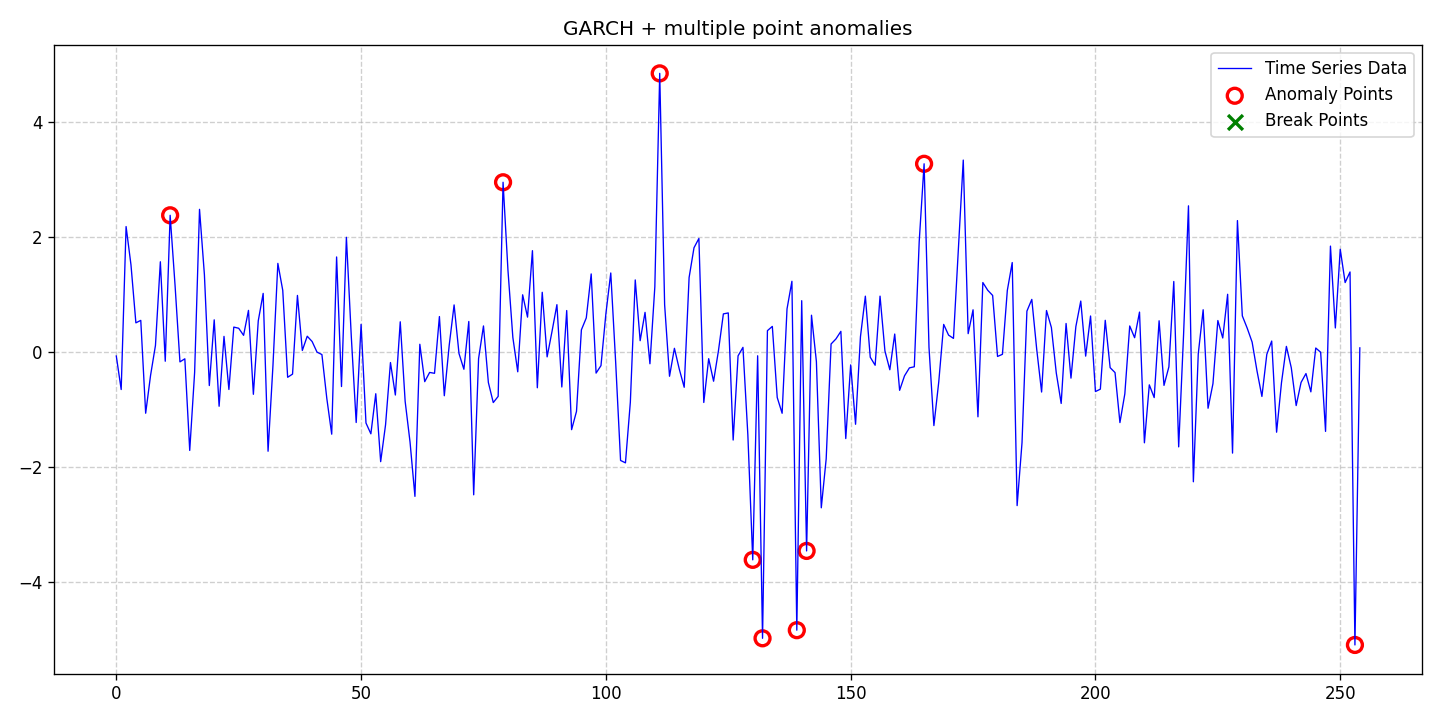 GARCH + multiple point anomalies
Time Series Data
Anomaly Points
Break Points
4
2
0
−2
−4
0
50
100
150
200
250